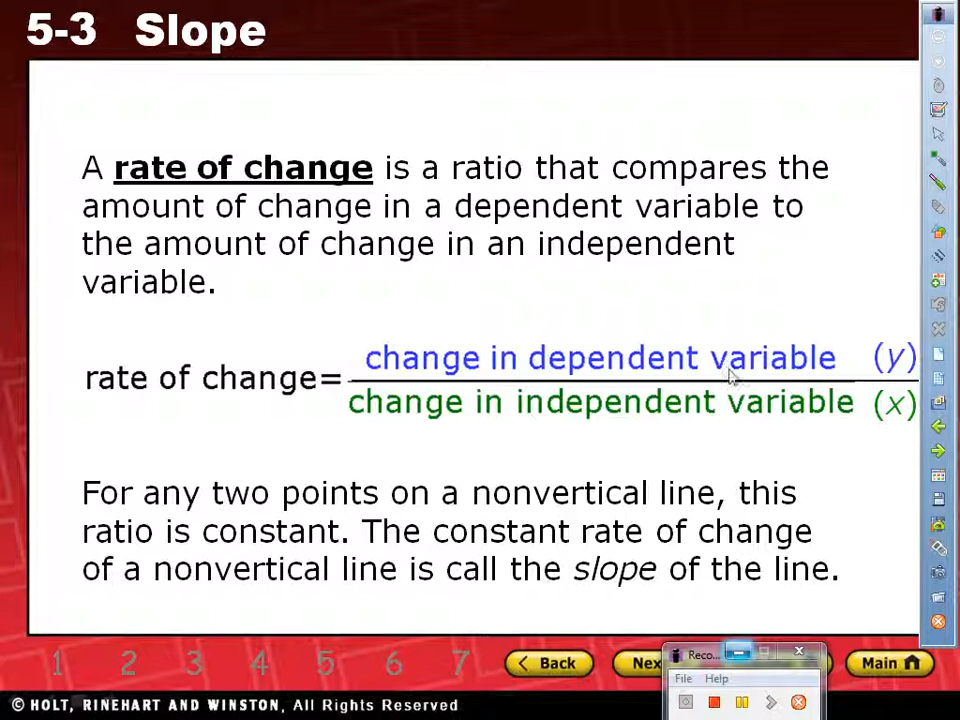 5-3 Slope
A rate of change is a ratio that compares the
amount of change in a dependent variable to
the amount of change in an independent
variable.
change in dependent variable (y)
rate of change=
change in independent variable (x)
For any two points on a nonvertical line, this
ratio is constant. The constant rate of change
of a nonvertical line is call the slope of the line.
1 2 3 4 5 6 7 < Back Nex Reco... Main
File Help
© HOLT, RINEHART AND WINSTON, All Rights Reserved